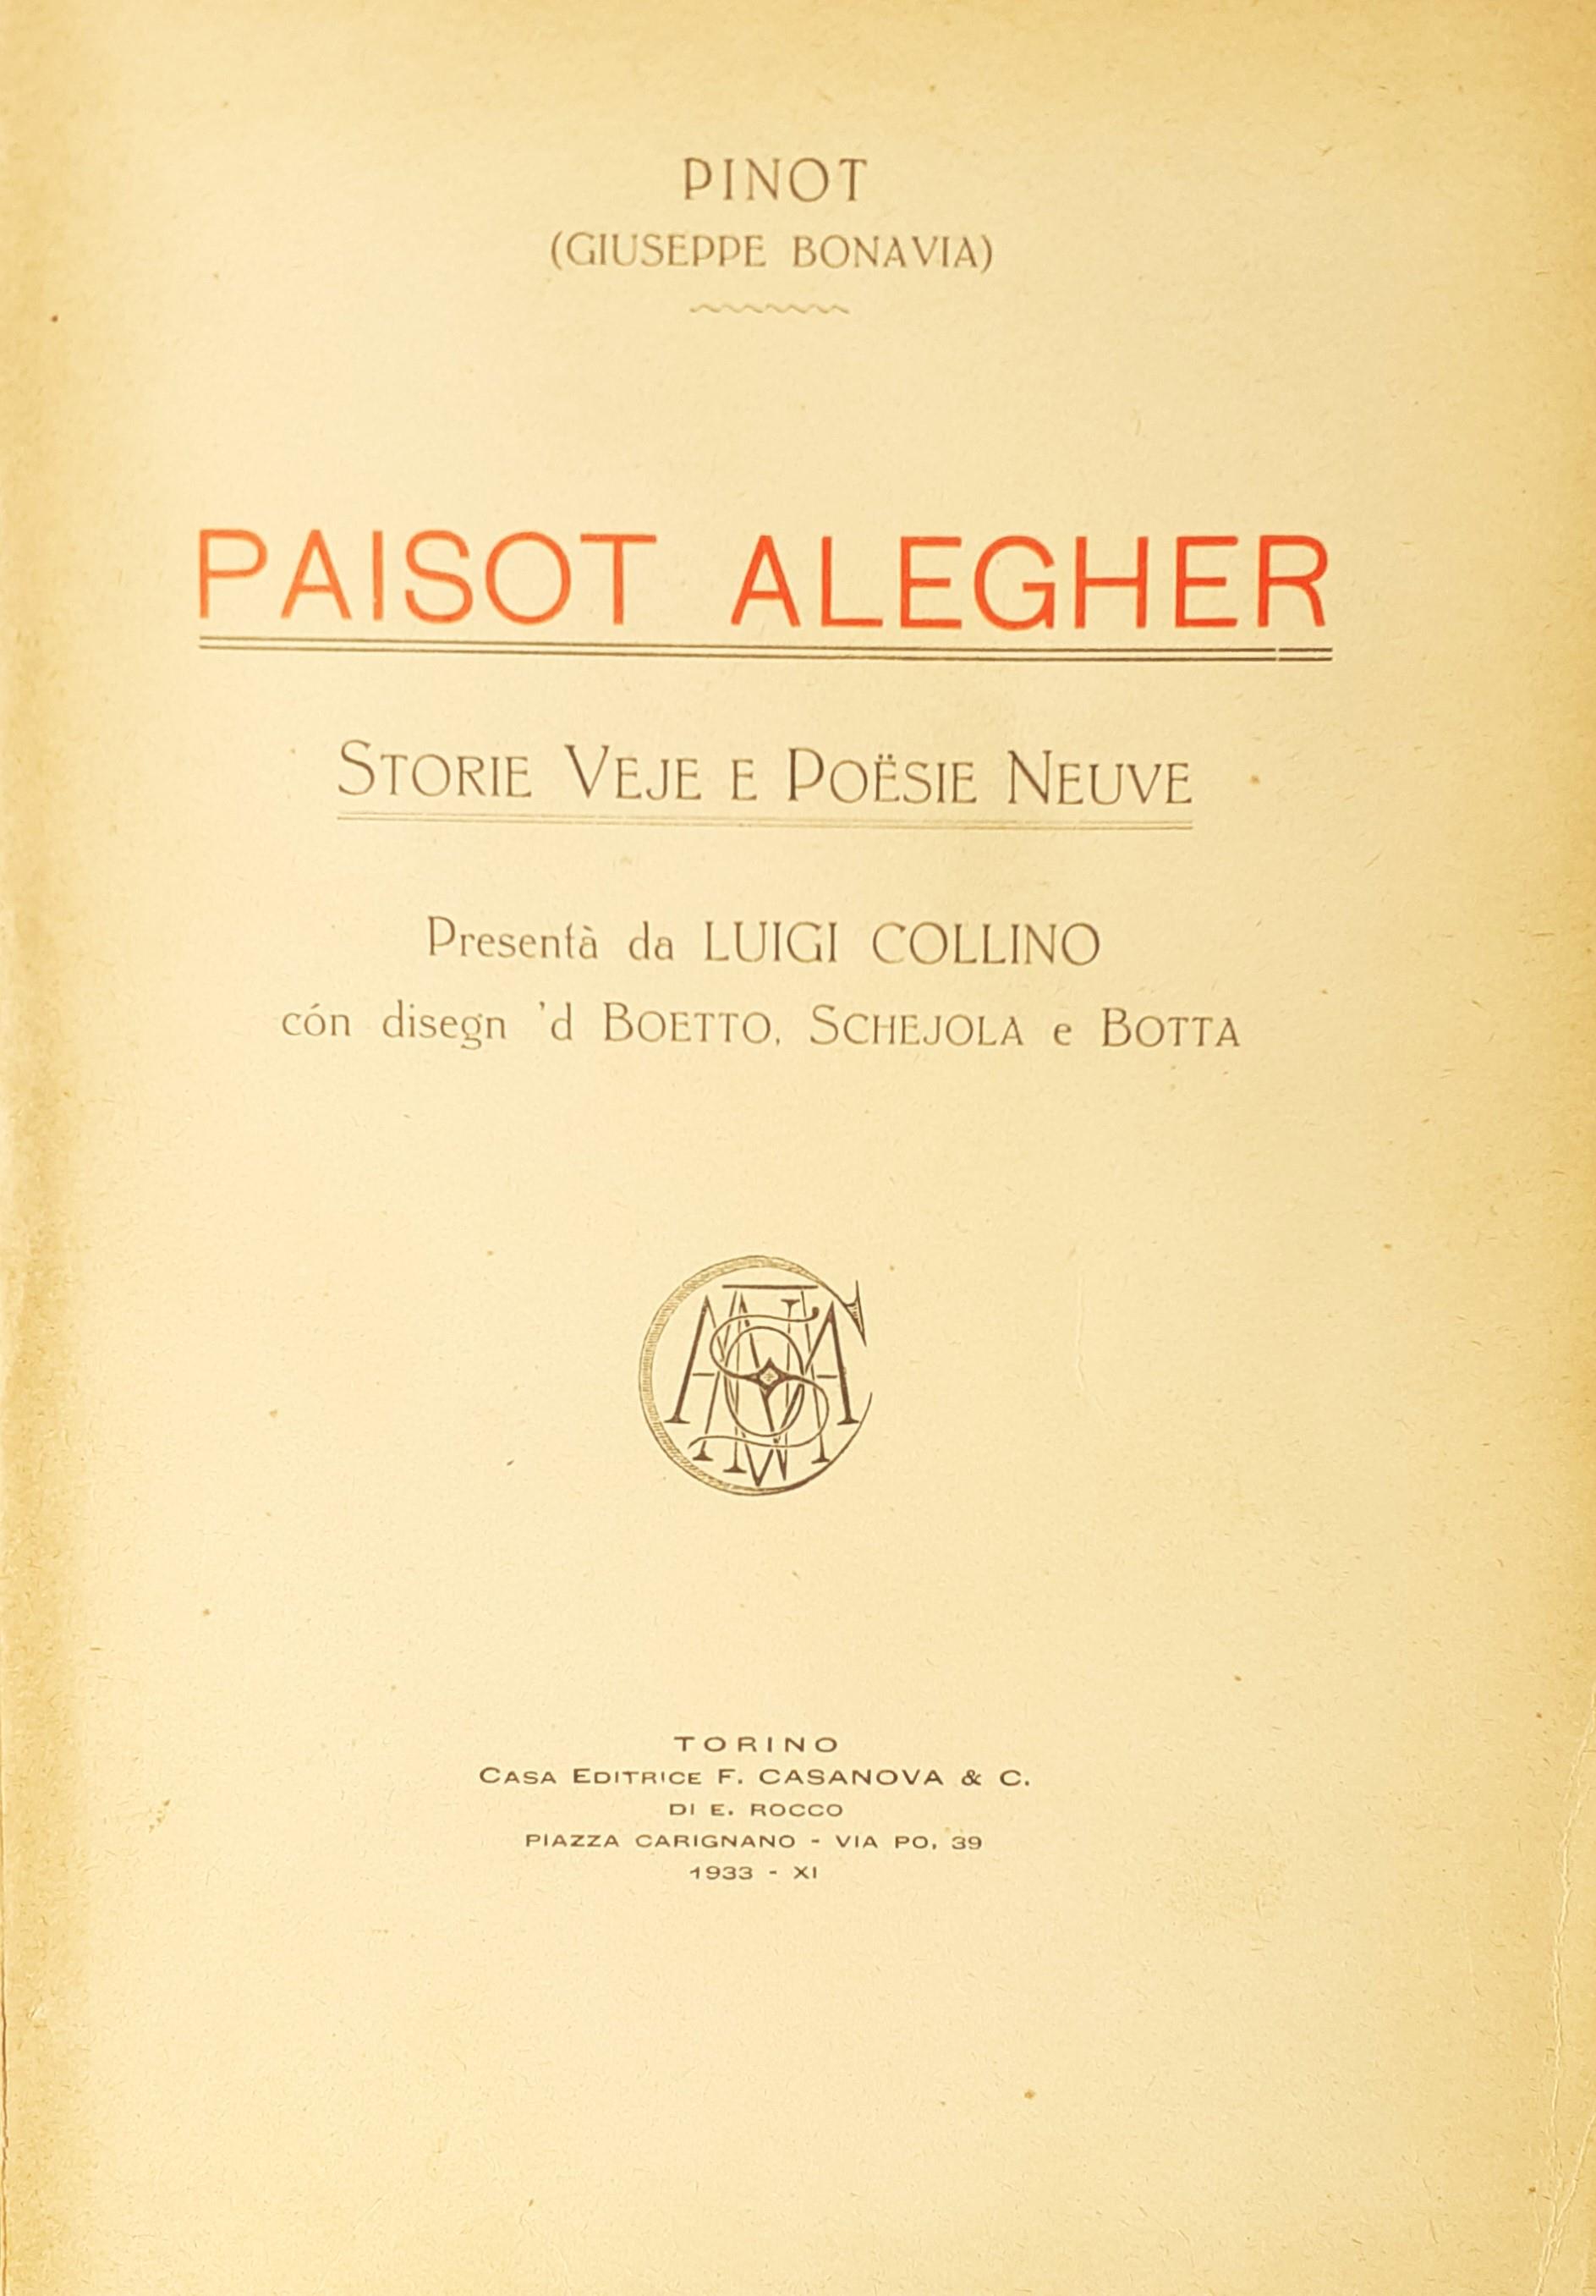 PINOT
(GIUSEPPE BONAVIA)
PAISOT ALEGHER
STORIE VEJE E POËSIE NEUVE
Presentà da LUIGI COLLINO
cón disegn 'd BOETTO, SCHEJOLA e BOTTA
TORINO
CASA EDITRICE F. CASANOVA & C.
DI E. ROCCO
PIAZZA CARIGNANO - VIA PO, 39
1933 - XI